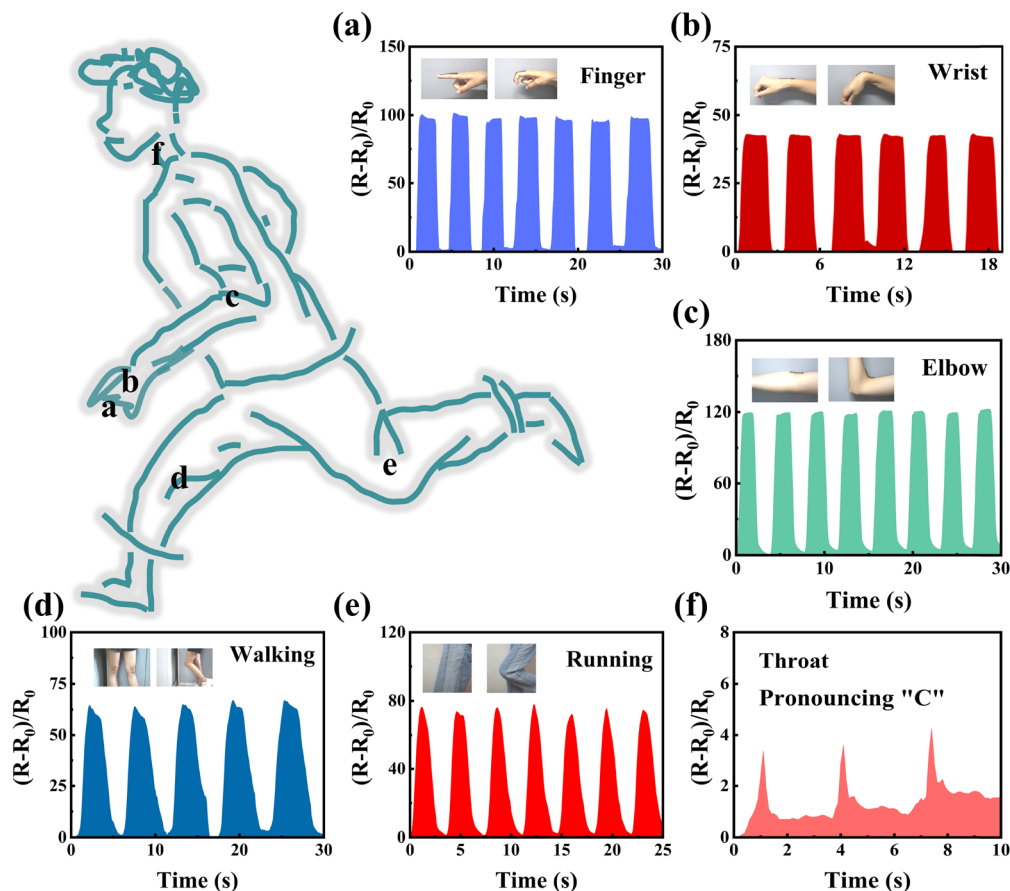 (a)
150
100
50
0
(R-R0)/R0
Finger
0 10 20 30
Time (s)
(b)
75
50
25
0
(R-R0)/R0
Wrist
0 6 12 18
Time (s)
f
c
b
a
d
e
(c)
180
120
60
0
(R-R0)/R0
Elbow
0 10 20 30
Time (s)
(d)
100
75
50
25
0
(R-R0)/R0
Walking
0 10 20 30
Time (s)
(e)
120
80
40
0
(R-R0)/R0
Running
0 5 10 15 20 25
Time (s)
(f)
8
6
4
2
0
(R-R0)/R0
Throat
Pronouncing "C"
0 2 4 6 8 10
Time (s)